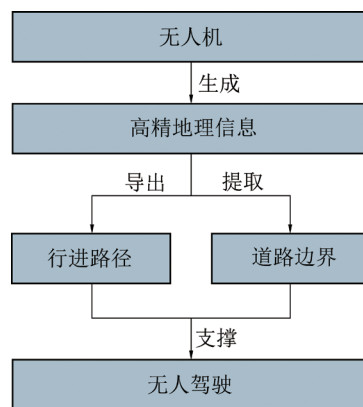 无人机
生成
高精地理信息
导出
提取
行进路径
道路边界
支撑
无人驾驶